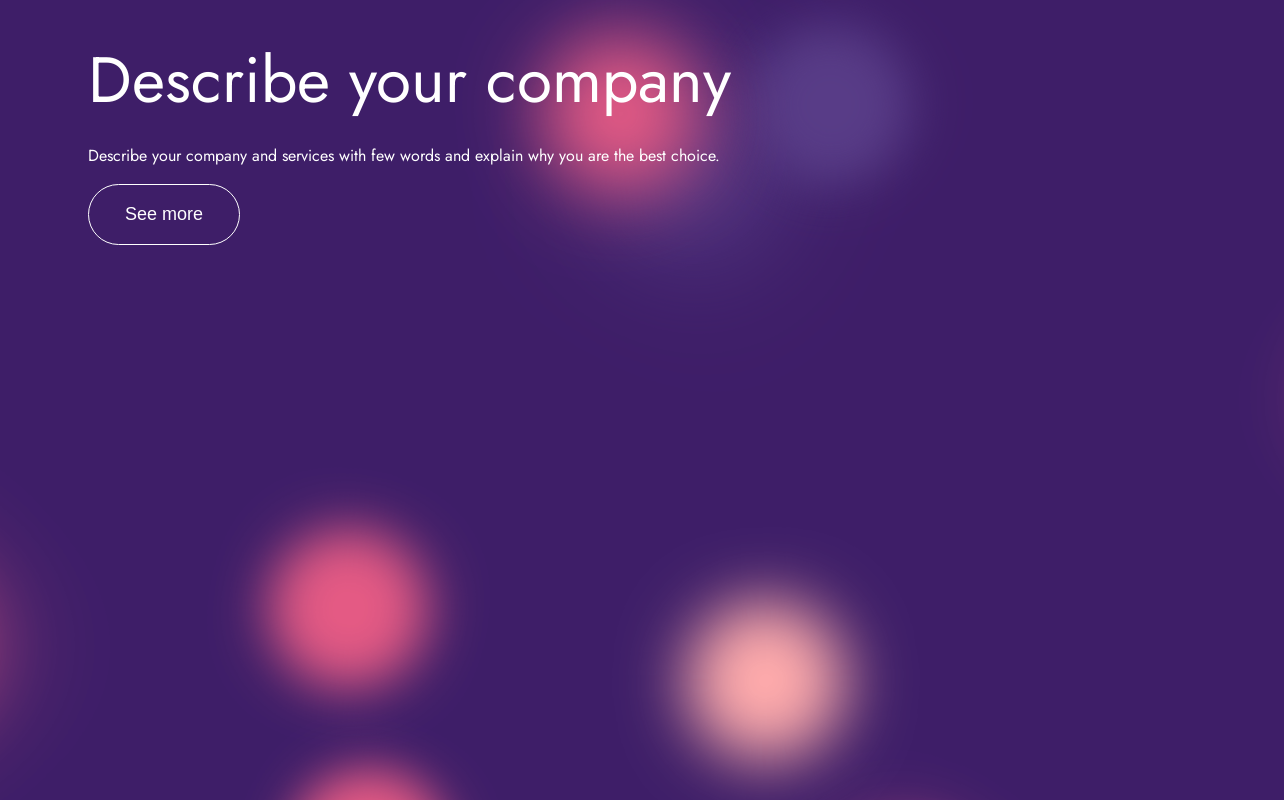 Describe your company
Describe your company and services with few words and explain why you are the best choice.
See more